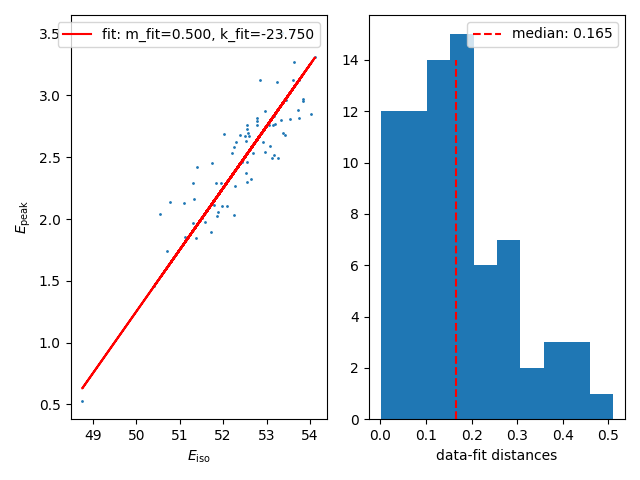 fit: m_fit=0.500, k_fit=-23.750
3.5
3.0
2.5
2.0
1.5
1.0
0.5
E_peak
49 50 51 52 53 54
E_iso
median: 0.165
14
12
10
8
6
4
2
0
0.0 0.1 0.2 0.3 0.4 0.5
data-fit distances